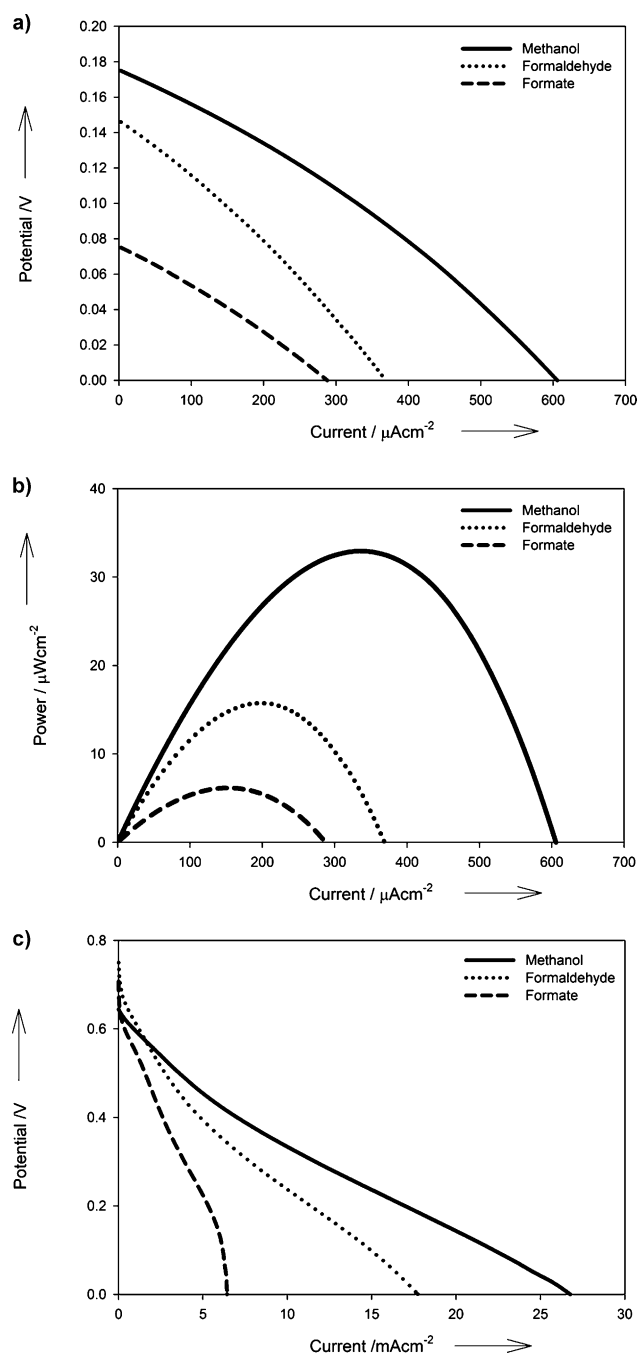 a)
0.20
0.18
0.16
0.14
0.12
0.10
0.08
0.06
0.04
0.02
0.00
Potential /V
Methanol
Formaldehyde
Formate
0 100 200 300 400 500 600 700
Current / μAcm-2
b)
40
30
20
10
0
Power / μWcm-2
Methanol
Formaldehyde
Formate
0 100 200 300 400 500 600 700
Current / μAcm-2
c)
0.8
0.6
0.4
0.2
0.0
Potential /V
Methanol
Formaldehyde
Formate
0 5 10 15 20 25 30
Current /mAcm-2